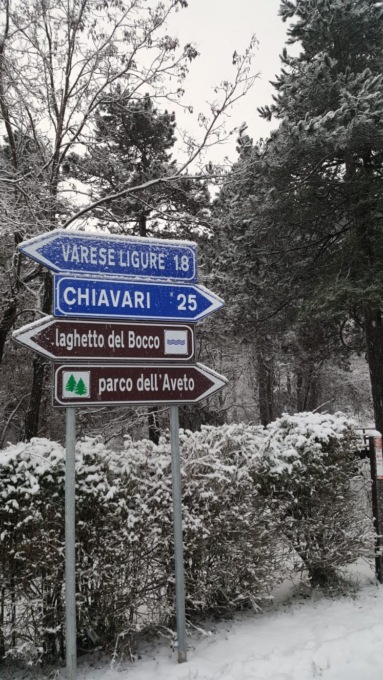 VARESE LIGURE 18
CHIAVARI 25
laghetto del Bocco
parco dell'Aveto